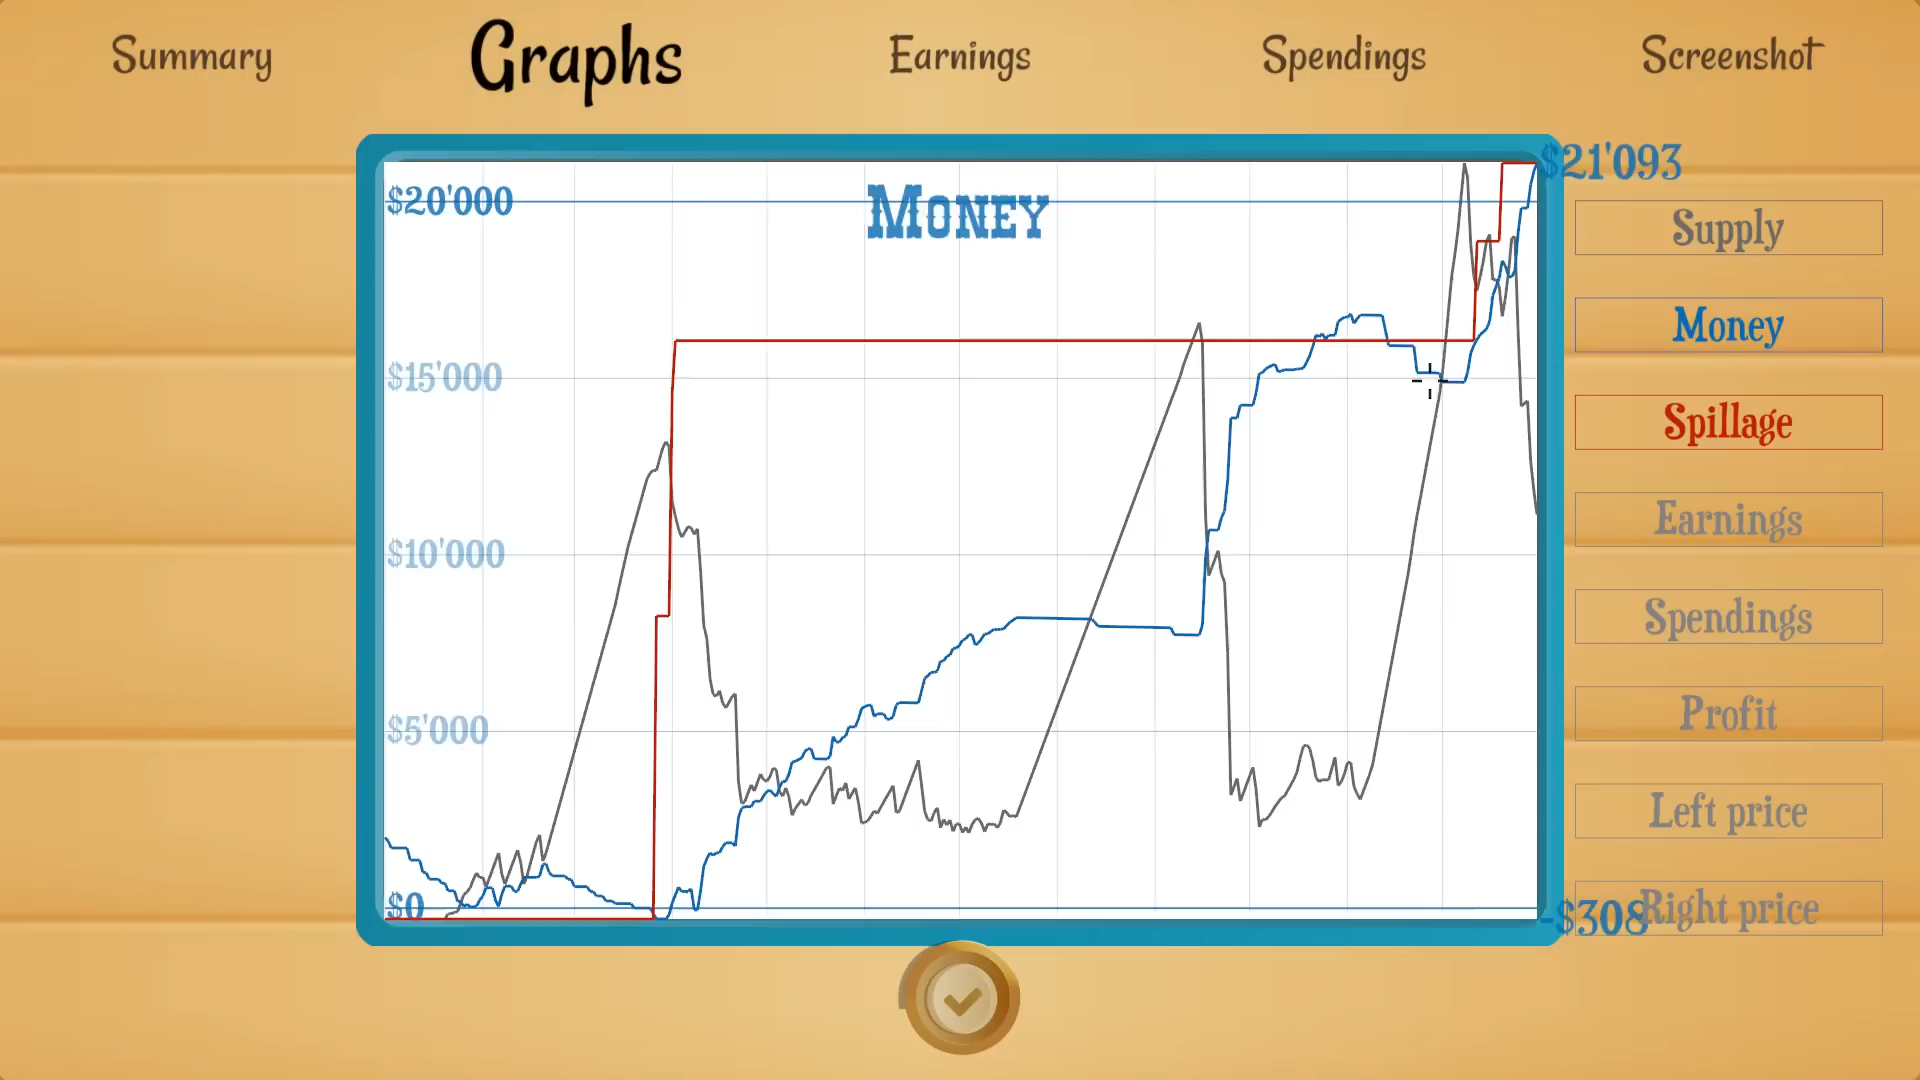 Summary
Graphs
Earnings
Spendings
Screenshot
$21'093
$20'000
Money
Supply
Money
$15'000
Spillage
Earnings
$10'000
Spendings
$5'000
Profit
Left price
$0
-$308
Right price